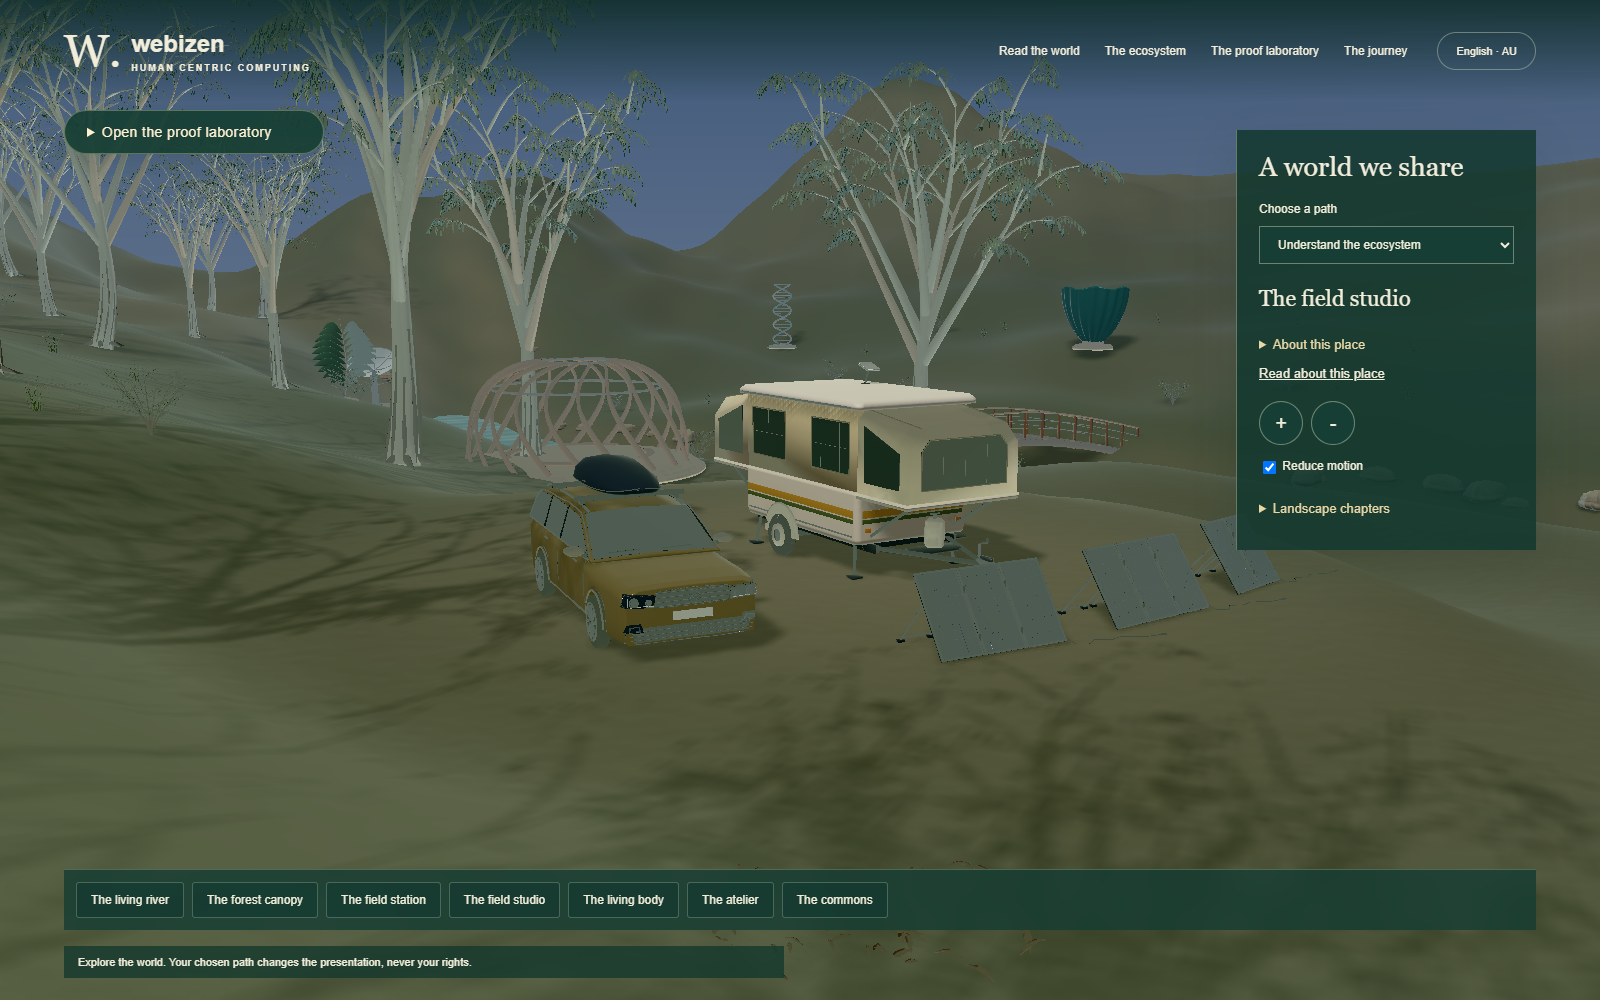 W. webizen
HUMAN CENTRIC COMPUTING
Read the world
The ecosystem
The proof laboratory
The journey
English · AU
Open the proof laboratory
A world we share
Choose a path
Understand the ecosystem
The field studio
About this place
Read about this place
+ -
Reduce motion
Landscape chapters
The living river
The forest canopy
The field station
The field studio
The living body
The atelier
The commons
Explore the world. Your chosen path changes the presentation, never your rights.